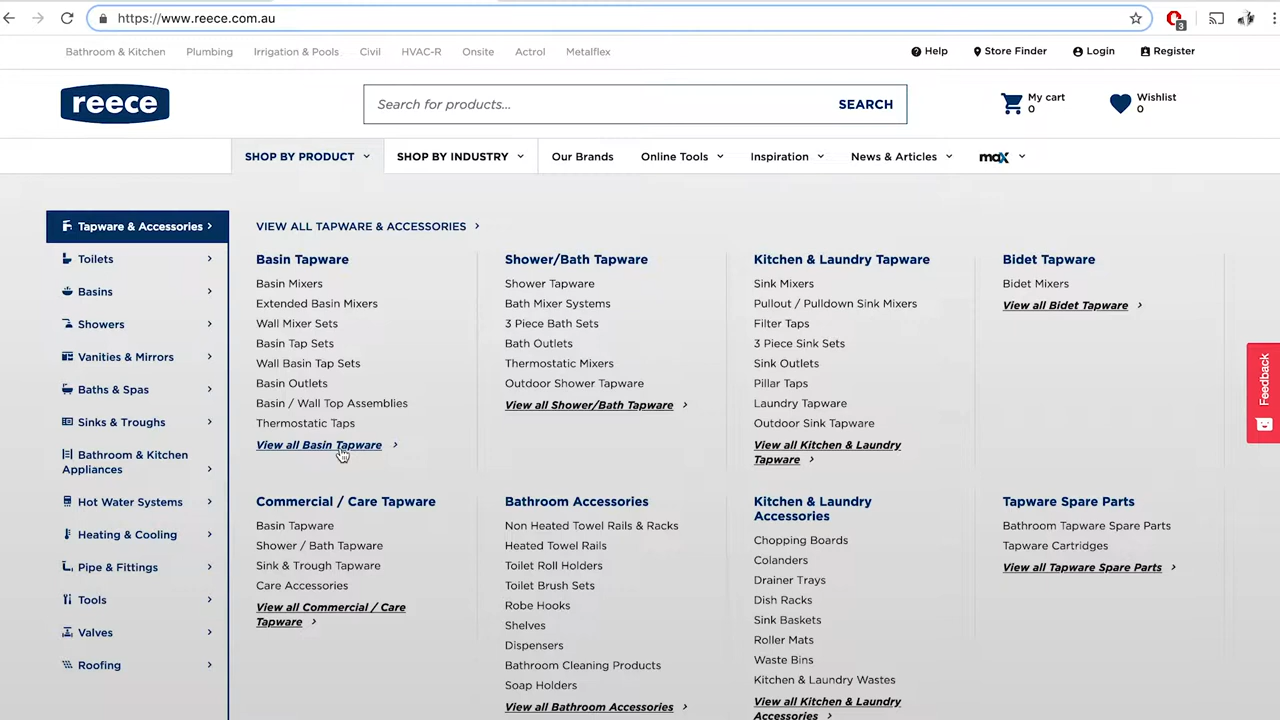 https://www.reece.com.au
3
Bathroom & Kitchen Plumbing Irrigation & Pools Civil HVAC-R Onsite Actrol Metalflex
Help Store Finder Login Register
reece
Search for products... SEARCH
My cart
0
Wishlist
0
SHOP BY PRODUCT SHOP BY INDUSTRY Our Brands Online Tools Inspiration News & Articles max
Tapware & Accessories
Toilets
Basins
Showers
Vanities & Mirrors
Baths & Spas
Sinks & Troughs
Bathroom & Kitchen
Appliances
Hot Water Systems
Heating & Cooling
Pipe & Fittings
Tools
Valves
Roofing
VIEW ALL TAPWARE & ACCESSORIES
Basin Tapware
Basin Mixers
Extended Basin Mixers
Wall Mixer Sets
Basin Tap Sets
Wall Basin Tap Sets
Basin Outlets
Basin / Wall Top Assemblies
Thermostatic Taps
View all Basin Tapware
Shower/Bath Tapware
Shower Tapware
Bath Mixer Systems
3 Piece Bath Sets
Bath Outlets
Thermostatic Mixers
Outdoor Shower Tapware
View all Shower/Bath Tapware
Kitchen & Laundry Tapware
Sink Mixers
Pullout / Pulldown Sink Mixers
Filter Taps
3 Piece Sink Sets
Sink Outlets
Pillar Taps
Laundry Tapware
Outdoor Sink Tapware
View all Kitchen & Laundry
Tapware
Bidet Tapware
Bidet Mixers
View all Bidet Tapware
Commercial / Care Tapware
Basin Tapware
Shower / Bath Tapware
Sink & Trough Tapware
Care Accessories
View all Commercial / Care
Tapware
Bathroom Accessories
Non Heated Towel Rails & Racks
Heated Towel Rails
Toilet Roll Holders
Toilet Brush Sets
Robe Hooks
Shelves
Dispensers
Bathroom Cleaning Products
Soap Holders
View all Bathroom Accessories
Kitchen & Laundry
Accessories
Chopping Boards
Colanders
Drainer Trays
Dish Racks
Sink Baskets
Roller Mats
Waste Bins
Kitchen & Laundry Wastes
View all Kitchen & Laundry
Accessories
Tapware Spare Parts
Bathroom Tapware Spare Parts
Tapware Cartridges
View all Tapware Spare Parts
Feedback